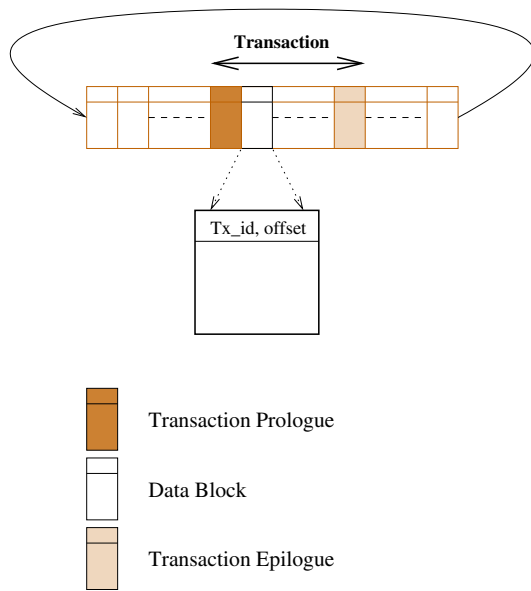 Transaction
Tx_id, offset
Transaction Prologue
Data Block
Transaction Epilogue